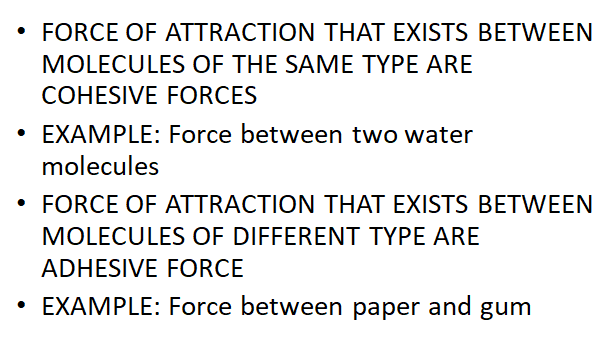 • FORCE OF ATTRACTION THAT EXISTS BETWEEN
MOLECULES OF THE SAME TYPE ARE
COHESIVE FORCES
• EXAMPLE: Force between two water
molecules
• FORCE OF ATTRACTION THAT EXISTS BETWEEN
MOLECULES OF DIFFERENT TYPE ARE
ADHESIVE FORCE
• EXAMPLE: Force between paper and gum